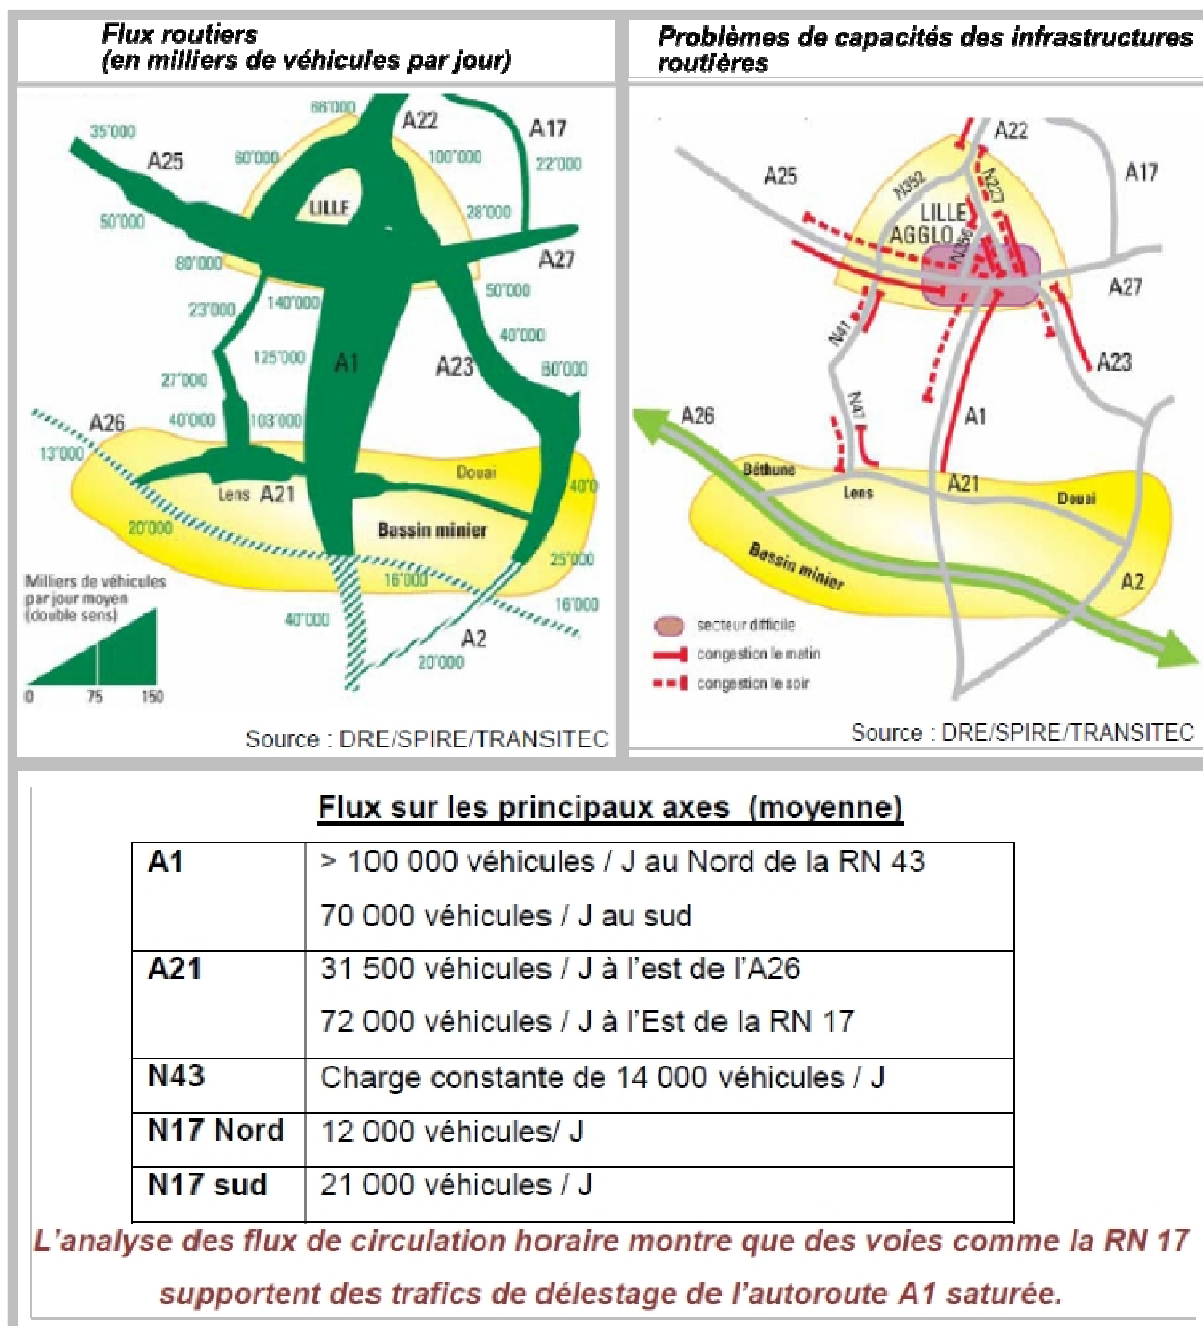 Flux routiers
(en milliers de véhicules par jour)
66'000
A22
A17
35'000
A25
60'000
100'000
22'000
LILLE
50'000
28'000
A27
80'000
50'000
23'000
140'000
40'000
125'000
A1
A23
60'000
27'000
A26
40'000
103'000
13'000
Douai
Lens
A21
40'0
20'000
Bassin minier
25'000
16'000
Milliers de véhicules
par jour moyen
(double sens)
16'000
40'000
A2
20'000
0 75 150
Source : DRE/SPIRE/TRANSITEC
Problèmes de capacités des infrastructures
routières
A22
A25
N352
N227
A17
LILLE
AGGLO
N356
A27
N41
A23
A26
N47
A1
Béthune
Lens
A21
Douai
Bassin minier
A2
secteur difficile
congestion le matin
congestion le soir
Source : DRE/SPIRE/TRANSITEC
Flux sur les principaux axes (moyenne)
A1
> 100 000 véhicules / J au Nord de la RN 43
70 000 véhicules / J au sud
A21
31 500 véhicules / J à l'est de l'A26
72 000 véhicules / J à l'Est de la RN 17
N43
Charge constante de 14 000 véhicules / J
N17 Nord
12 000 véhicules/ J
N17 sud
21 000 véhicules / J
L'analyse des flux de circulation horaire montre que des voies comme la RN 17
supportent des trafics de délestage de l'autoroute A1 saturée.